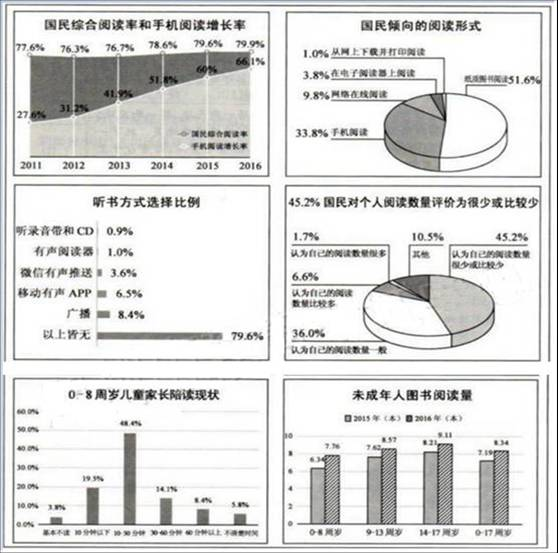 国民综合阅读率和手机阅读增长率
77.6% 76.3% 76.7% 78.6% 79.6% 79.9%
27.6% 31.2% 41.9% 51.8% 60% 66.1%
国民综合阅读率
手机阅读增长率
2011 2012 2013 2014 2015 2016
国民倾向的阅读形式
1.0% 从网上下载并打印阅读
3.8% 在电子阅读器上阅读
9.8% 网络在线阅读
33.8% 手机阅读
纸质图书阅读 51.6%
听书方式选择比例
听录音带和CD 0.9%
有声阅读器 1.0%
微信有声推送 3.6%
移动有声APP 6.5%
广播 8.4%
以上皆无 79.6%
45.2% 国民对个人阅读数量评价为很少或比较少
1.7%
认为自己的阅读数量很多
10.5%
其他
45.2%
认为自己的阅读数量
很少或比较少
6.6%
认为自己的阅读
数量比较多
36.0%
认为自己的阅读数量一般
0-8周岁儿童家长陪读现状
60.0%
50.0%
40.0%
30.0%
20.0%
10.0%
0.0%
3.8% 19.5% 48.4% 14.1% 8.4% 5.8%
基本不读 10分钟以下 10-30分钟 30-60分钟 60分钟以上 不清楚时间
未成年人图书阅读量
2015年（本） 2016年（本）
10
8
6
4
2
0
6.34 7.76 7.62 8.57 8.21 9.11 7.19 8.34
0-8周岁 9-13周岁 14-17周岁 0-17周岁